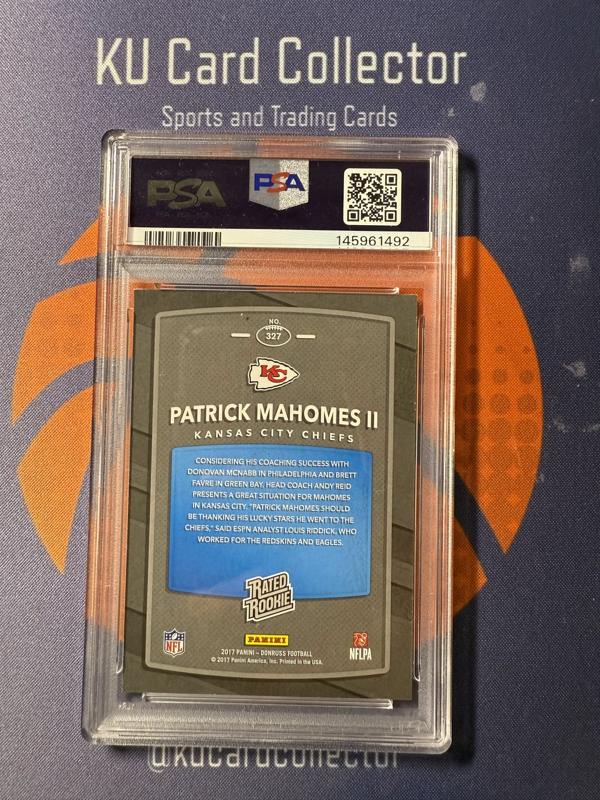 KU Card Collector
Sports and Trading Cards
PSA
PSA
145961492
NO.
327
KC
PATRICK MAHOMES II
KANSAS CITY CHIEFS
CONSIDERING HIS COACHING SUCCESS WITH
DONOVAN MCNABB IN PHILADELPHIA AND BRETT
FAVRE IN GREEN BAY, HEAD COACH ANDY REID
PRESENTS A GREAT SITUATION FOR MAHOMES
IN KANSAS CITY. "PATRICK MAHOMES SHOULD
BE THANKING HIS LUCKY STARS HE WENT TO THE
CHIEFS," SAID ESPN ANALYST LOUIS RIDDICK, WHO
WORKED FOR THE REDSKINS AND EAGLES.
RATED
ROOKIE
PANINI
NFL
NFLPA
2017 PANINI – DONRUSS FOOTBALL
© 2017 Panini America, Inc. Printed in the USA.
@kucardcollector